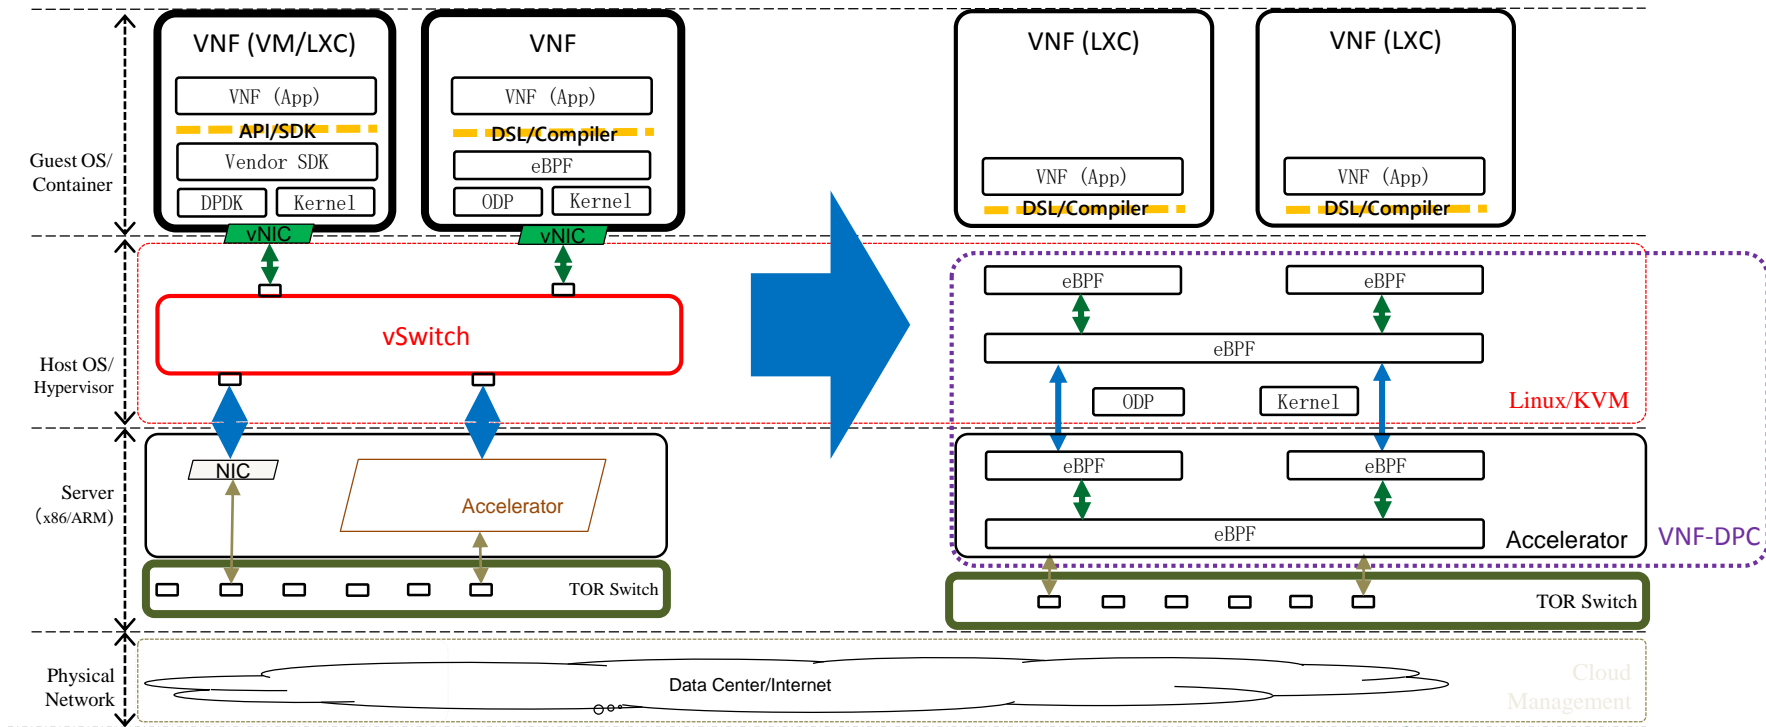 VNF (VM/LXC)
VNF
VNF (LXC)
VNF (LXC)
VNF (App)
VNF (App)
API/SDK
DSL/Compiler
Guest OS/
Container
Vendor SDK
eBPF
VNF (App)
VNF (App)
DPDK
Kernel
ODP
Kernel
DSL/Compiler
DSL/Compiler
vNIC
vNIC
eBPF
eBPF
vSwitch
eBPF
Host OS/
Hypervisor
ODP
Kernel
Linux/KVM
NIC
eBPF
eBPF
Server
(x86/ARM)
Accelerator
eBPF
Accelerator
VNF-DPC
TOR Switch
TOR Switch
Physical
Network
Data Center/Internet
Cloud
Management